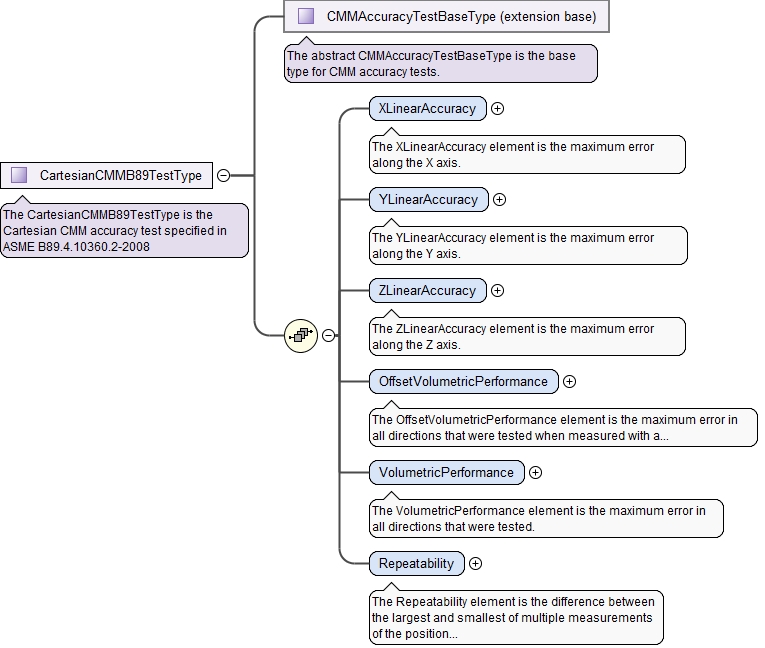 CMMAccuracyTestBaseType (extension base)
The abstract CMMAccuracyTestBaseType is the base
type for CMM accuracy tests.
XLinearAccuracy
The XLinearAccuracy element is the maximum error
along the X axis.
CartesianCMMB89TestType
The CartesianCMMB89TestType is the
Cartesian CMM accuracy test specified in
ASME B89.4.10360.2-2008
YLinearAccuracy
The YLinearAccuracy element is the maximum error
along the Y axis.
ZLinearAccuracy
The ZLinearAccuracy element is the maximum error
along the Z axis.
OffsetVolumetricPerformance
The OffsetVolumetricPerformance element is the maximum error in
all directions that were tested when measured with a...
VolumetricPerformance
The VolumetricPerformance element is the maximum error in
all directions that were tested.
Repeatability
The Repeatability element is the difference between
the largest and smallest of multiple measurements
of the position...